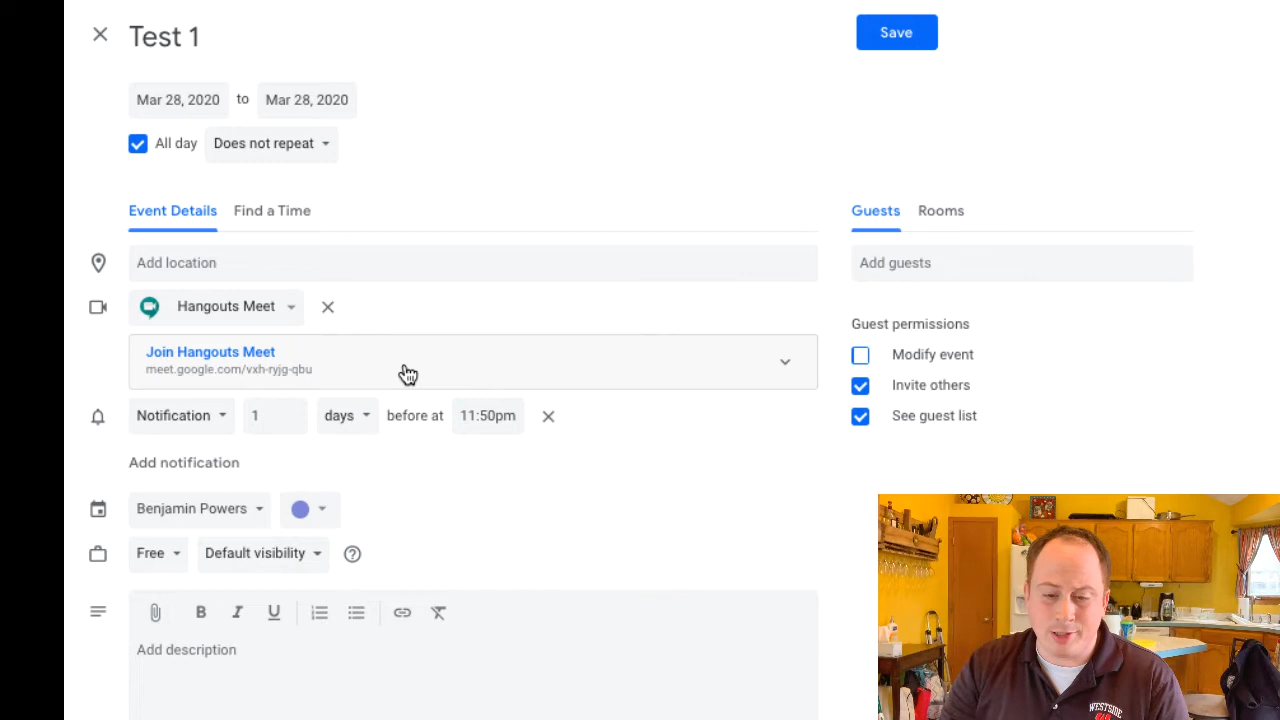 Test 1
Save
Mar 28, 2020 to Mar 28, 2020
All day Does not repeat
Event Details Find a Time
Guests Rooms
Add location
Add guests
Hangouts Meet
Join Hangouts Meet
meet.google.com/vxh-ryjg-qbu
Guest permissions
Modify event
Invite others
See guest list
Notification 1 days before at 11:50pm
Add notification
Benjamin Powers
Free Default visibility
B I U
Add description
WESTSIDE